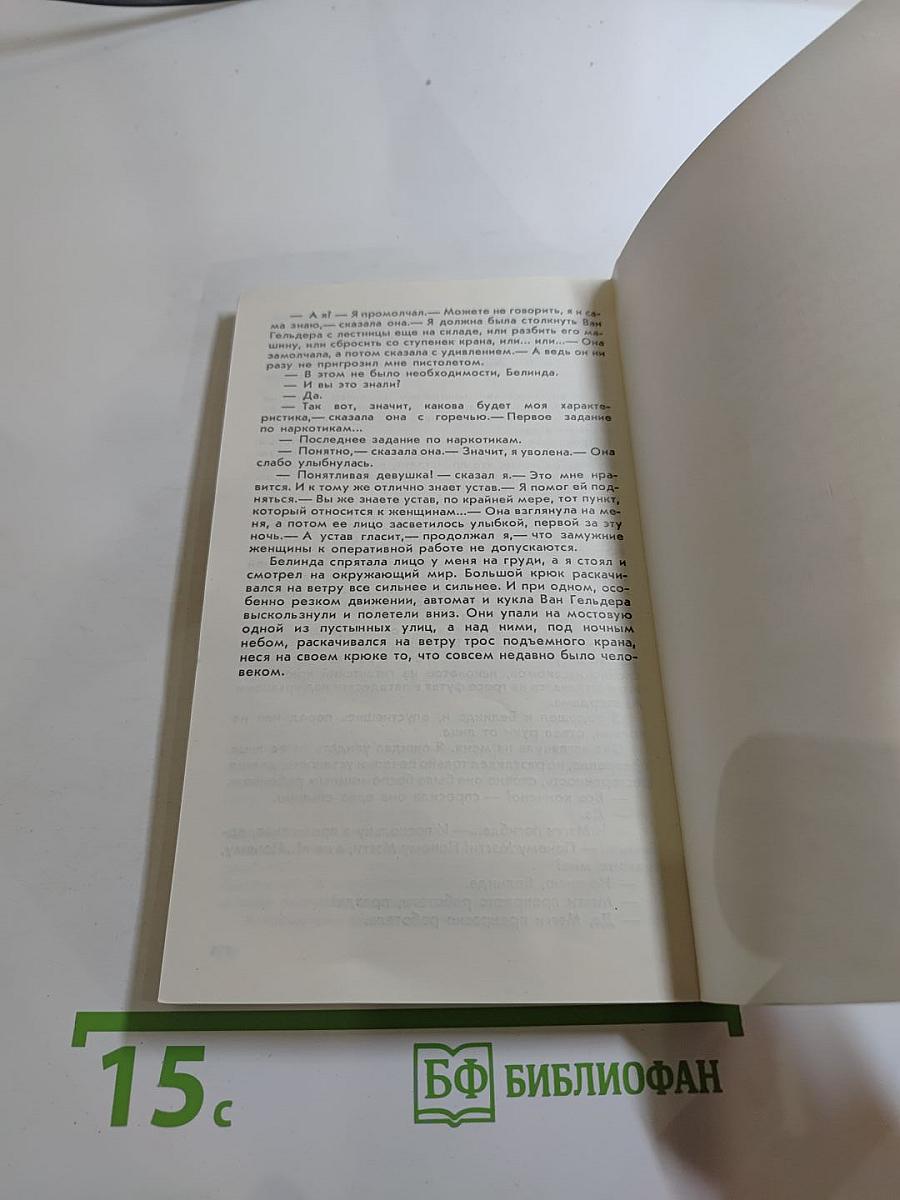 — А я? — Я промолчал.— Можете не говорить, я и са-
ма знаю,— сказала она.— Я должна была столкнуть Ван
Гельдера с лестницы еще на складе, или разбить его ма-
шину, или сбросить со ступенек крана, или... или...— Она
замолчала, а потом сказала с удивлением.— А ведь он ни
разу не пригрозил мне пистолетом.
— В этом не было необходимости, Белинда.
— И вы это знали?
— Да.
— Так вот, значит, какова будет моя характе-
ристика,— сказала она с горечью.— Первое задание
по наркотикам...
— Последнее задание по наркотикам.
— Понятно,— сказала она.— Значит, я уволена.— Она
слабо улыбнулась.
— Понятливая девушка! — сказал я.— Это мне нра-
вится. И к тому же отлично знает устав.— Я помог ей под-
няться.— Вы же знаете устав, по крайней мере, тот пункт,
который относится к женщинам...— Она взглянула на ме-
ня, а потом ее лицо засветилось улыбкой, первой за эту
ночь.— А устав гласит,— продолжал я,— что замужние
женщины к оперативной работе не допускаются.
Белинда спрятала лицо у меня на груди, а я стоял и
смотрел на окружающий мир. Большой крюк раскачи-
вался на ветру все сильнее и сильнее. И при одном, осо-
бенно резком движении, автомат и кукла Ван Гельдера
выскользнули и полетели вниз. Они упали на мостовую
одной из пустынных улиц, а над ними, под ночным
небом, раскачивался на ветру трос подъемного крана,
неся на своем крюке то, что совсем недавно было чело-
веком.
15 с
БФ БИБЛИОФАН